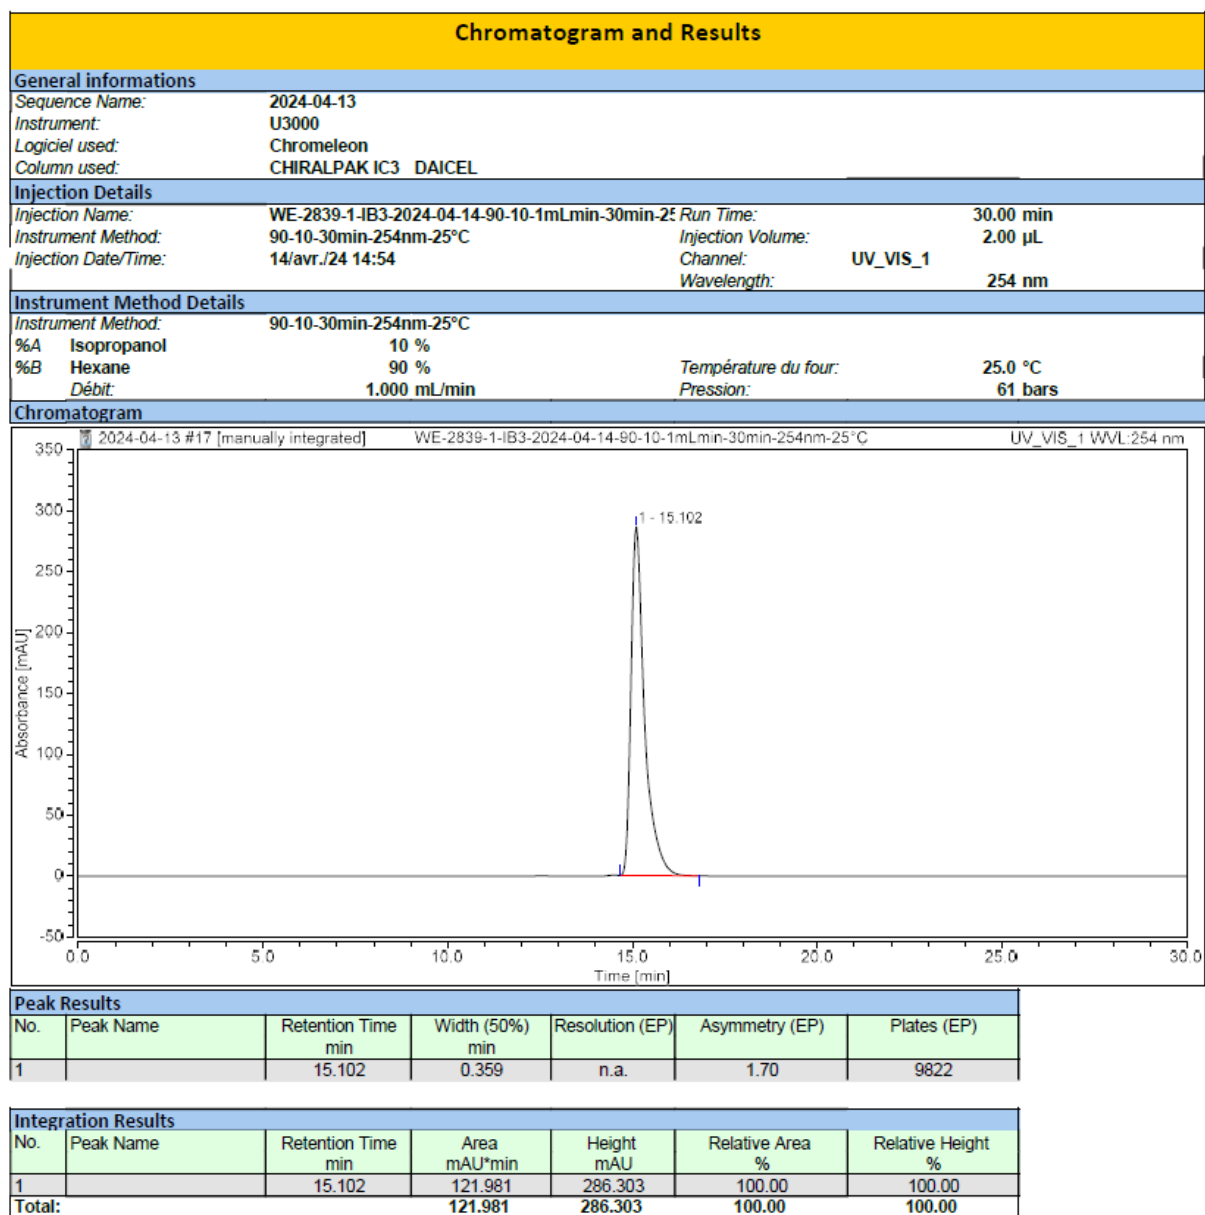 Chromatogram and Results
General informations
Sequence Name: 2024-04-13
Instrument: U3000
Logiciel used: Chromeleon
Column used: CHIRALPAK IC3 DAICEL
Injection Details
Injection Name: WE-2839-1-IB3-2024-04-14-90-10-1mLmin-30min-25 Run Time: 30.00 min
Instrument Method: 90-10-30min-254nm-25°C Injection Volume: 2.00 µL
Injection Date/Time: 14/avr./24 14:54 Channel: UV_VIS_1
Wavelength: 254 nm
Instrument Method Details
Instrument Method: 90-10-30min-254nm-25°C
%A Isopropanol 10 %
%B Hexane 90 % Température du four: 25.0 °C
Débit: 1.000 mL/min Pression: 61 bars
Chromatogram
2024-04-13 #17 [manually integrated] WE-2839-1-IB3-2024-04-14-90-10-1mLmin-30min-254nm-25°C UV_VIS_1 WVL:254 nm
350
300
1 - 15.102
250
200
150
100
50
0
-50
Absorbance [mAU]
0.0 5.0 10.0 15.0 20.0 25.0 30.0
Time [min]
Peak Results
No. Peak Name Retention Time Width (50%) Resolution (EP) Asymmetry (EP) Plates (EP)
min min
1 15.102 0.359 n.a. 1.70 9822
Integration Results
No. Peak Name Retention Time Area Height Relative Area Relative Height
min mAU*min mAU % %
1 15.102 121.981 286.303 100.00 100.00
Total: 121.981 286.303 100.00 100.00